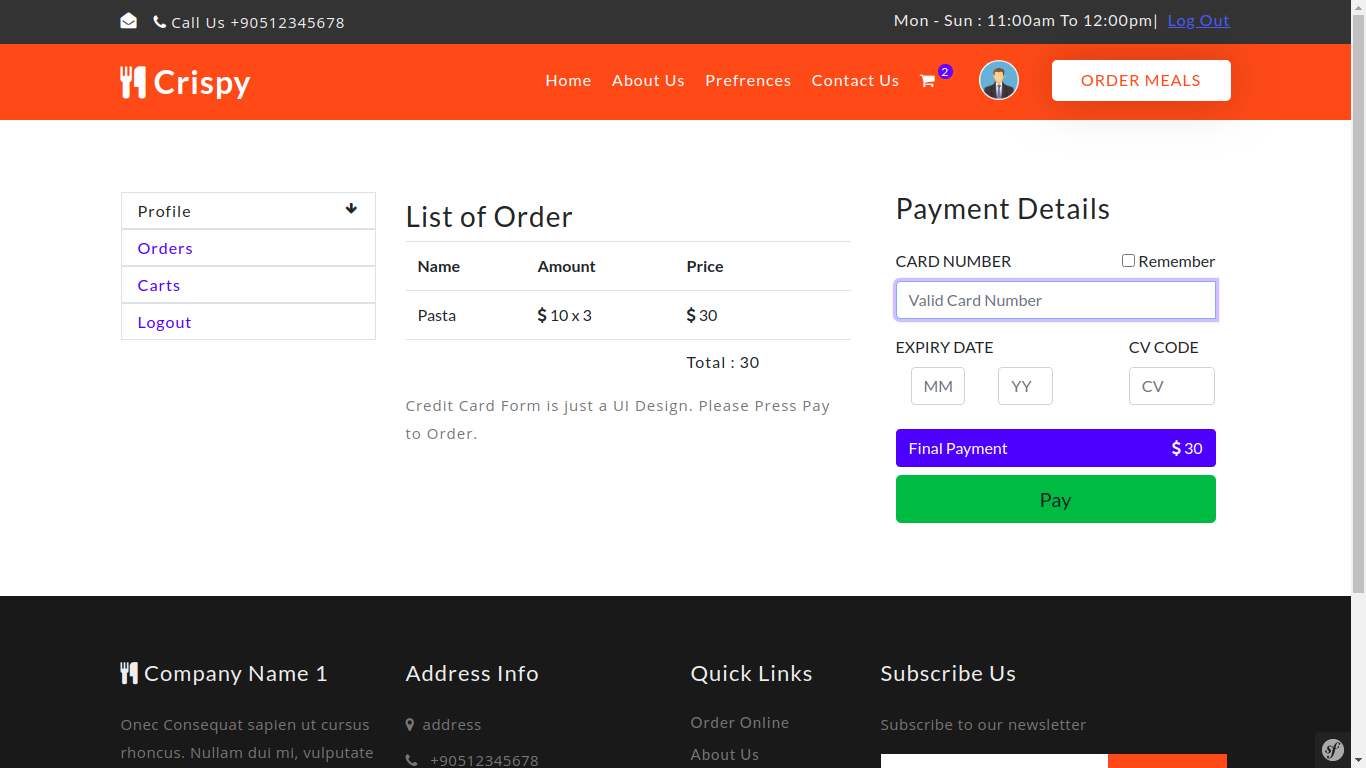 Call Us +90512345678
Mon - Sun : 11:00am To 12:00pm| Log Out
Crispy
Home About Us Prefrences Contact Us 2 ORDER MEALS
Profile
Orders
Carts
Logout
List of Order
Name Amount Price
Pasta $ 10 x 3 $ 30
Total : 30
Credit Card Form is just a UI Design. Please Press Pay
to Order.
Payment Details
CARD NUMBER Remember
Valid Card Number
EXPIRY DATE CV CODE
MM YY CV
Final Payment $ 30
Pay
Company Name 1
Onec Consequat sapien ut cursus
rhoncus. Nullam dui mi, vulputate
Address Info
address
+90512345678
Quick Links
Order Online
About Us
Subscribe Us
Subscribe to our newsletter
sf